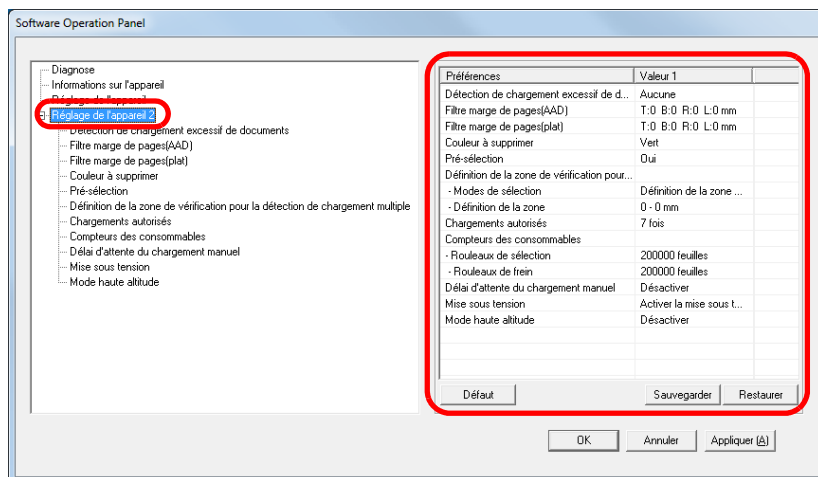 Software Operation Panel
Diagnose
Informations sur l'appareil
Réglage de l'appareil
Réglage de l'appareil 2
Détection de chargement excessif de documents
Filtre marge de pages(AAD)
Filtre marge de pages(plat)
Couleur à supprimer
Pré-sélection
Définition de la zone de vérification pour la détection de chargement multiple
Chargements autorisés
Compteurs des consommables
Délai d'attente du chargement manuel
Mise sous tension
Mode haute altitude
Préférences Valeur 1
Détection de chargement excessif de d... Aucune
Filtre marge de pages(AAD) T:0 B:0 R:0 L:0 mm
Filtre marge de pages(plat) T:0 B:0 R:0 L:0 mm
Couleur à supprimer Vert
Pré-sélection Oui
Définition de la zone de vérification pour...
- Modes de sélection Définition de la zone ...
- Définition de la zone 0 - 0 mm
Chargements autorisés 7 fois
Compteurs des consommables
- Rouleaux de sélection 200000 feuilles
- Rouleaux de frein 200000 feuilles
Délai d'attente du chargement manuel Désactiver
Mise sous tension Activer la mise sous t...
Mode haute altitude Désactiver
Défaut Sauvegarder Restaurer
OK Annuler Appliquer (A)